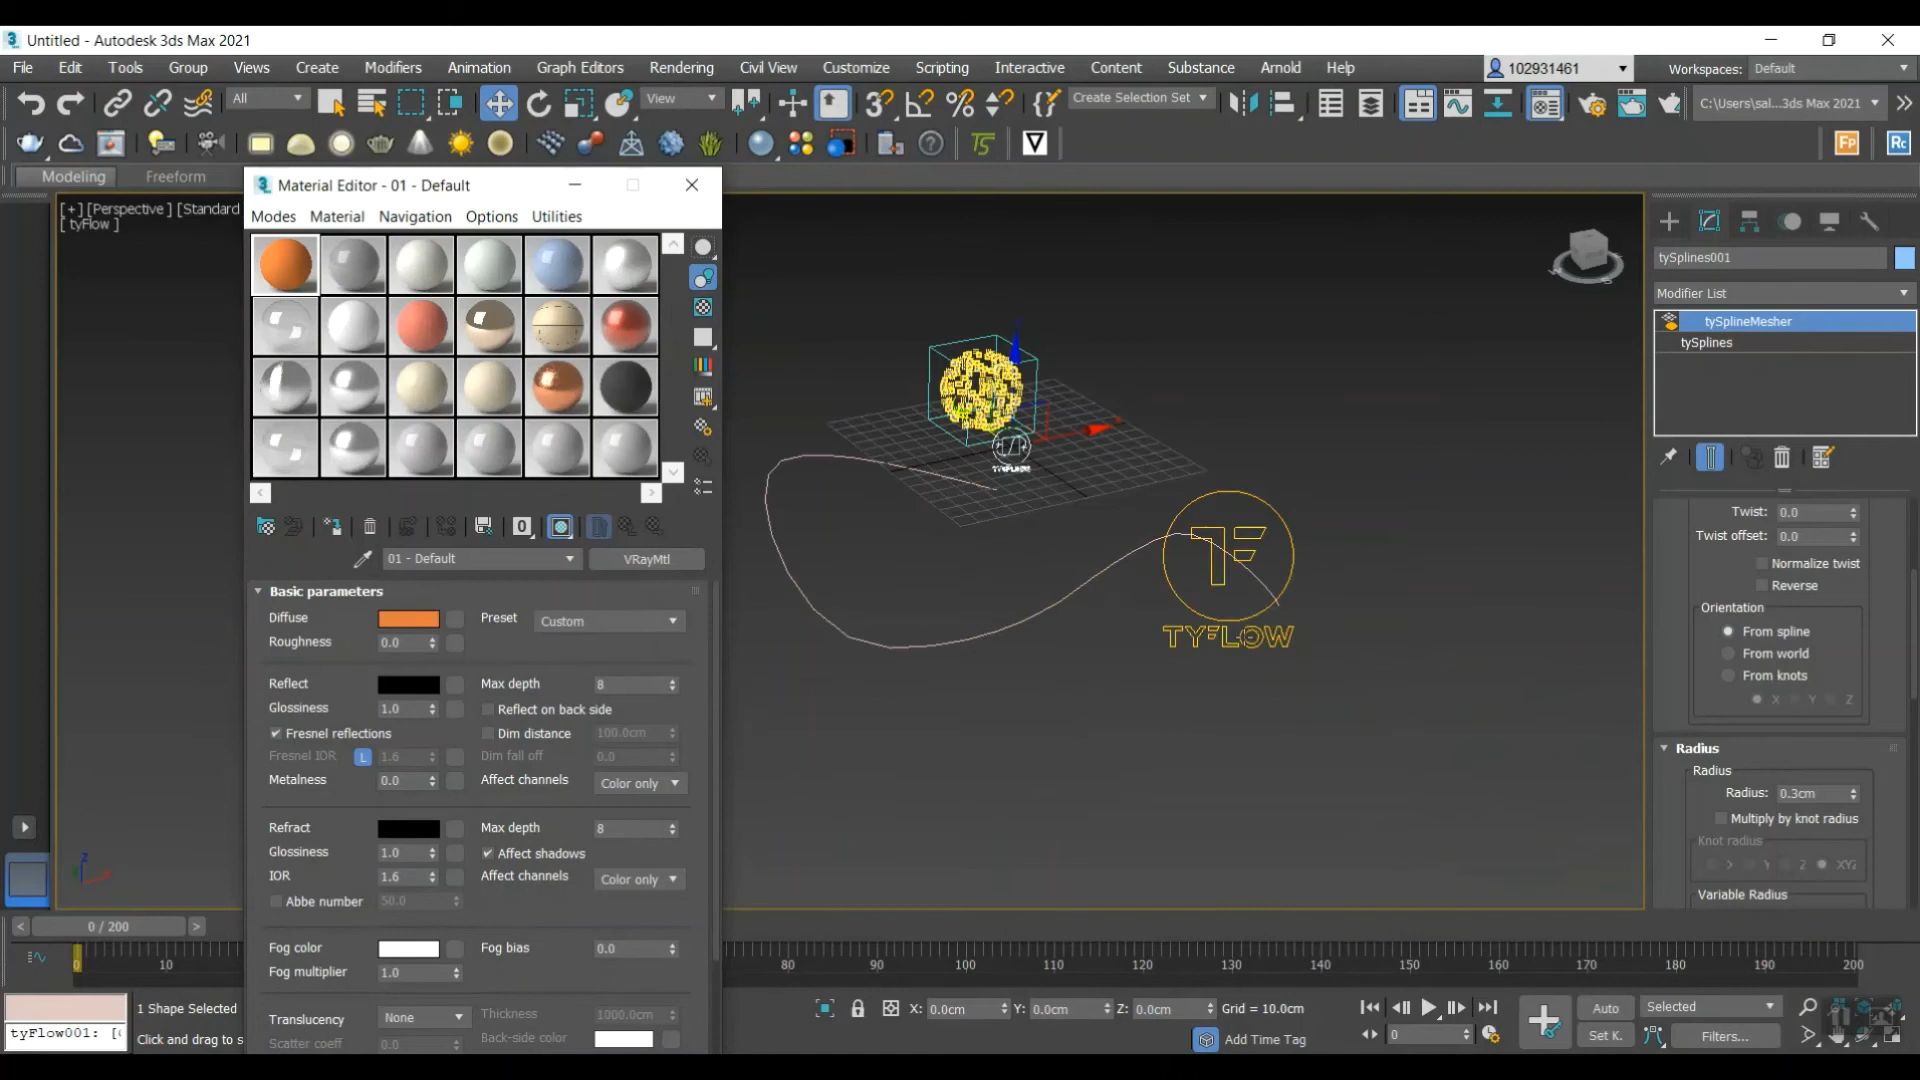 Untitled - Autodesk 3ds Max 2021
File Edit Tools Group Views Create Modifiers Animation Graph Editors Rendering Civil View Customize Scripting Interactive Content Substance Arnold Help
102931461
Workspaces: Default
All
View
Create Selection Set
C:\Users\sal...3ds Max 2021
Fp
Rc
Modeling Freeform
Material Editor - 01 - Default
Modes Material Navigation Options Utilities
[+] [Perspective] [Standard
[ tyFlow ]
01 - Default
VRayMtl
Basic parameters
Diffuse
Preset Custom
Roughness 0.0
Reflect
Max depth 8
Glossiness 1.0
Reflect on back side
Fresnel reflections
Dim distance 100.0cm
Fresnel IOR L 1.6
Dim fall off 0.0
Metalness 0.0
Affect channels Color only
Refract
Max depth 8
Glossiness 1.0
Affect shadows
IOR 1.6
Affect channels Color only
Abbe number 50.0
Fog color
Fog bias 0.0
Fog multiplier 1.0
Translucency None
Thickness 1000.0cm
Scatter coeff 0.0
Back-side color
TYFLOW
tySplines001
Modifier List
tySplineMesher
tySplines
Twist: 0.0
Twist offset: 0.0
Normalize twist
Reverse
Orientation
From spline
From world
From knots
X Y Z
Radius
Radius
Radius: 0.3cm
Multiply by knot radius
Knot radius
X Y Z XYZ
Variable Radius
0 / 200
0 10 80 90 100 110 120 130 140 150 160 170 180 190 200
1 Shape Selected
tyFlow001: [
Click and drag to s
X: 0.0cm Y: 0.0cm Z: 0.0cm Grid = 10.0cm
Add Time Tag
0
Auto
Selected
Set K.
Filters...